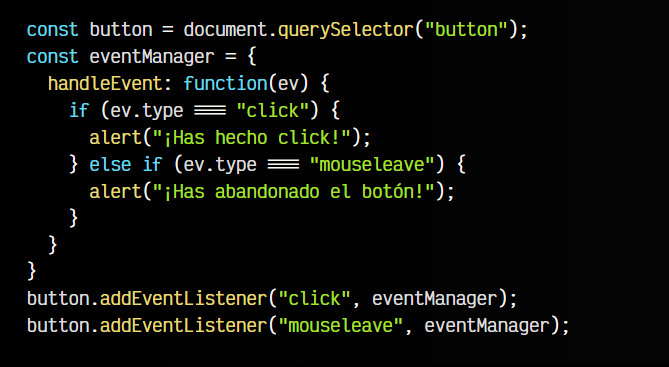 const button = document.querySelector("button");
const eventManager = {
  handleEvent: function(ev) {
    if (ev.type === "click") {
      alert("¡Has hecho click!");
    } else if (ev.type === "mouseleave") {
      alert("¡Has abandonado el botón!");
    }
  }
}
button.addEventListener("click", eventManager);
button.addEventListener("mouseleave", eventManager);